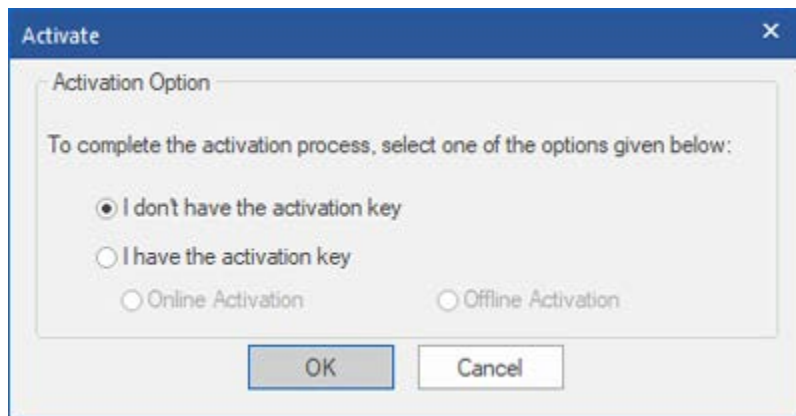 Activate
Activation Option
To complete the activation process, select one of the options given below:
I don't have the activation key
I have the activation key
Online Activation Offline Activation
OK Cancel